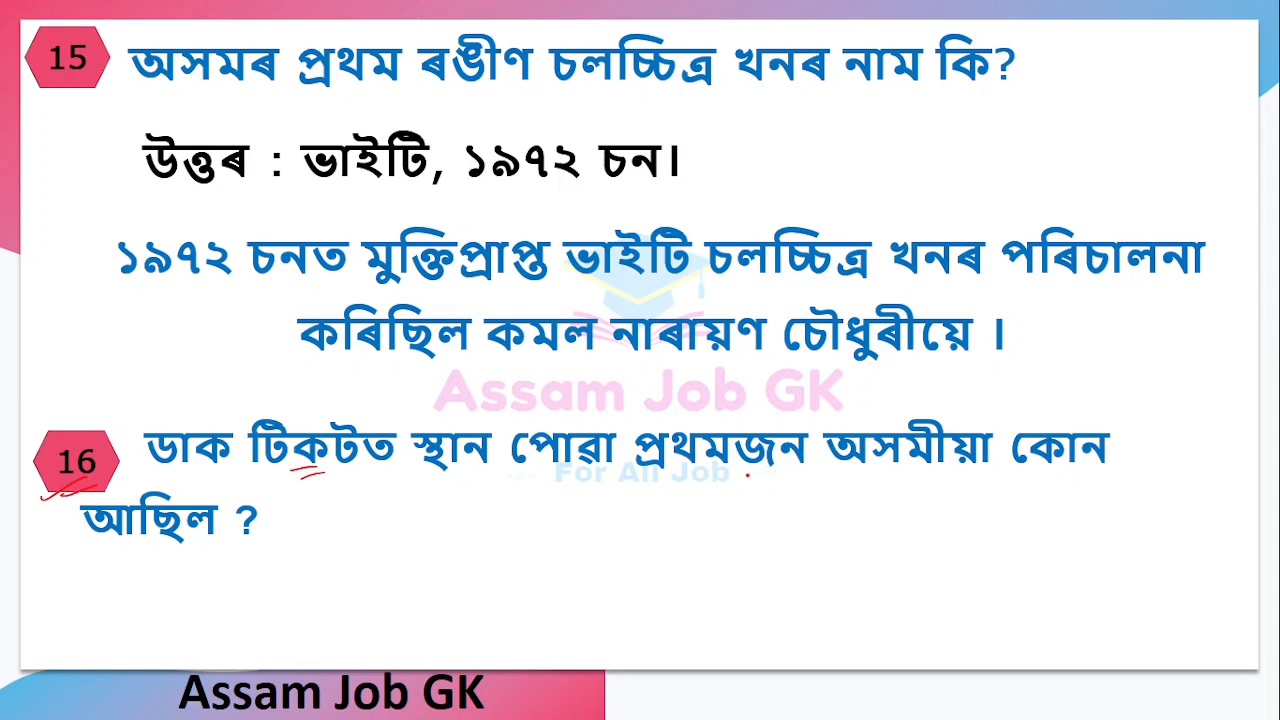 15 অসমৰ প্ৰথম ৰঙীণ চলচ্চিত্ৰ খনৰ নাম কি?
উত্তৰ : ভাইটি, ১৯৭২ চন।
১৯৭২ চনত মুক্তিপ্ৰাপ্ত ভাইটি চলচ্চিত্ৰ খনৰ পৰিচালনা
কৰিছিল কমল নাৰায়ণ চৌধুৰীয়ে ।
Assam Job GK
16 ডাক টিকটত স্থান পোৱা প্ৰথমজন অসমীয়া কোন
For All Job
আছিল ?
Assam Job GK